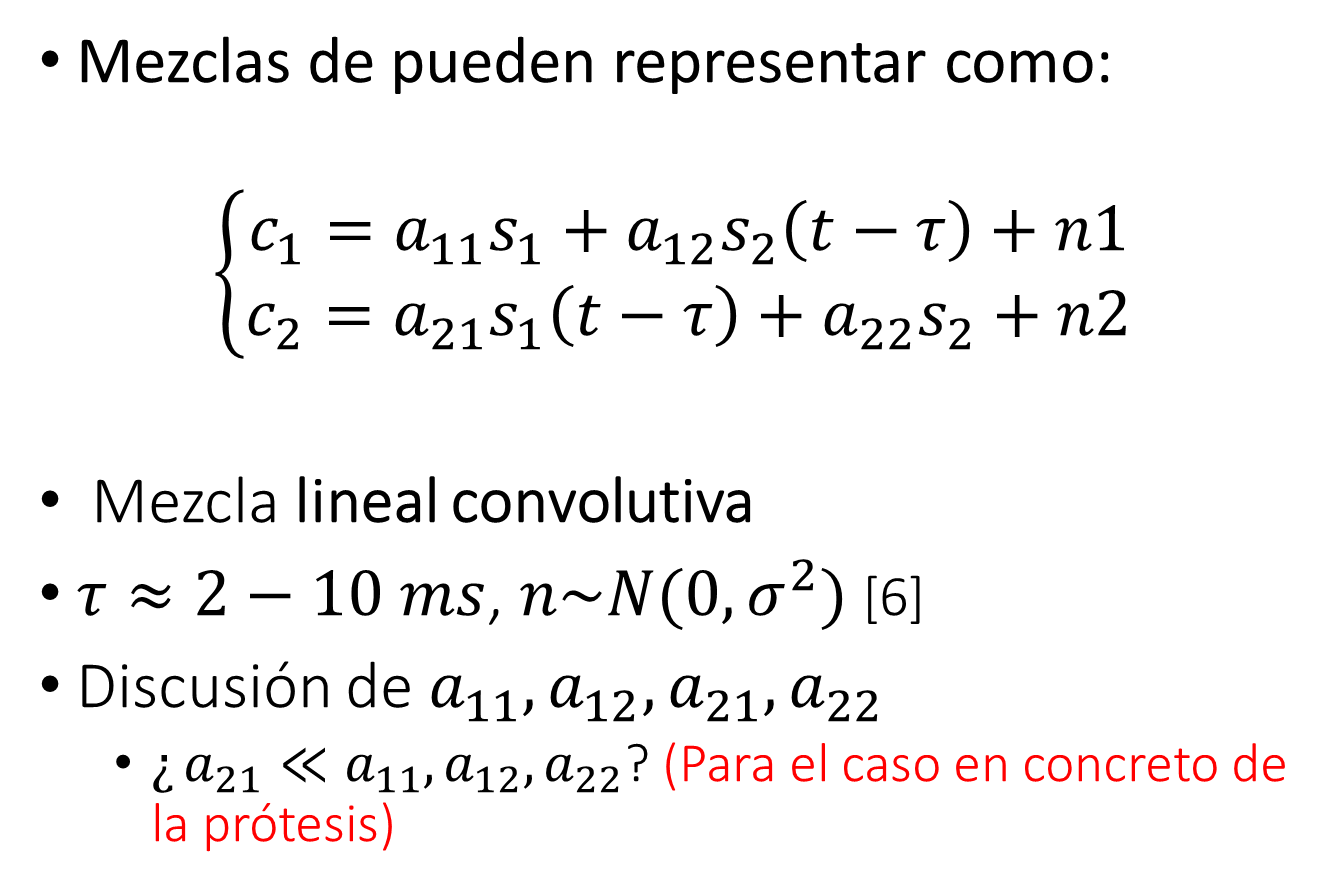 • Mezclas de pueden representar como:
c₁ = a₁₁s₁ + a₁₂s₂(t − τ) + n1
c₂ = a₂₁s₁(t − τ) + a₂₂s₂ + n2
• Mezcla lineal convolutiva
• τ ≈ 2 − 10 ms, n~N(0, σ²) [6]
• Discusión de a₁₁, a₁₂, a₂₁, a₂₂
• ¿ a₂₁ ≪ a₁₁, a₁₂, a₂₂? (Para el caso en concreto de
la prótesis)